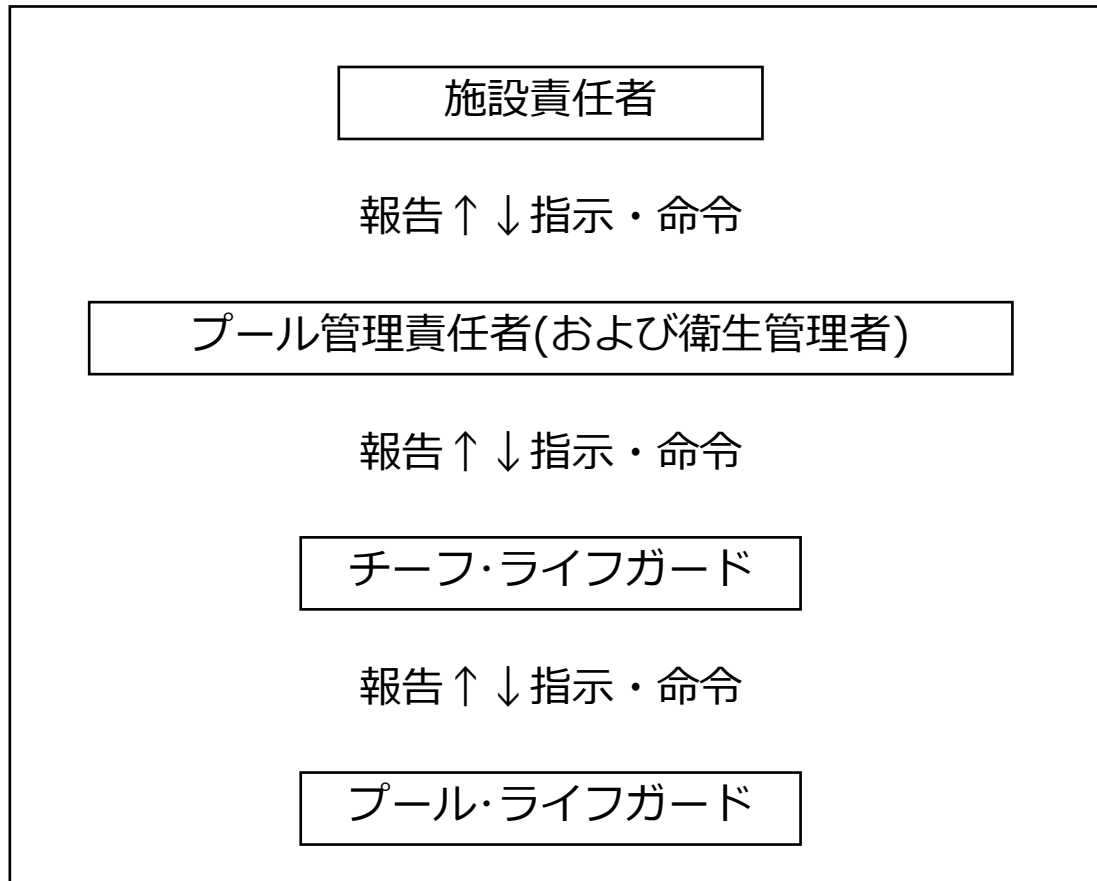 施設責任者
報告↑↓指示・命令
プール管理責任者(および衛生管理者)
報告↑↓指示・命令
チーフ･ライフガード
報告↑↓指示・命令
プール･ライフガード